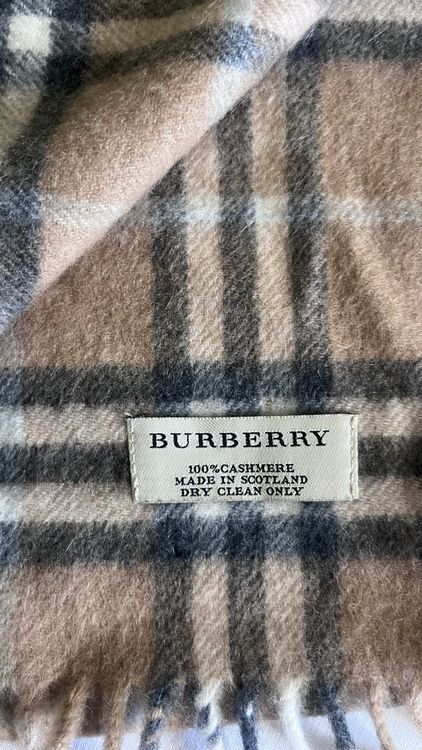 BURBERRY
100%CASHMERE
MADE IN SCOTLAND
DRY CLEAN ONLY